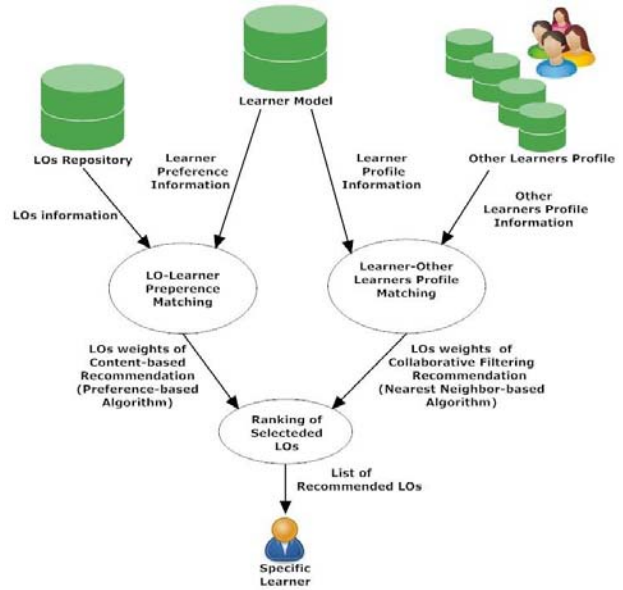 Learner Model
LOs Repository
Other Learners Profile
Learner
Preference
Information
Learner
Profile
Information
LOs information
Other
Learners Profile
Information
LO-Learner
Preperence
Matching
Learner-Other
Learners Profile
Matching
LOs weights of
Content-based
Recommendation
(Preference-based
Algorithm)
LOs weights of
Collaborative Filtering
Recommendation
(Nearest Neighbor-based
Algorithm)
Ranking of
Selecteded
LOs
List of
Recommended LOs
Specific
Learner